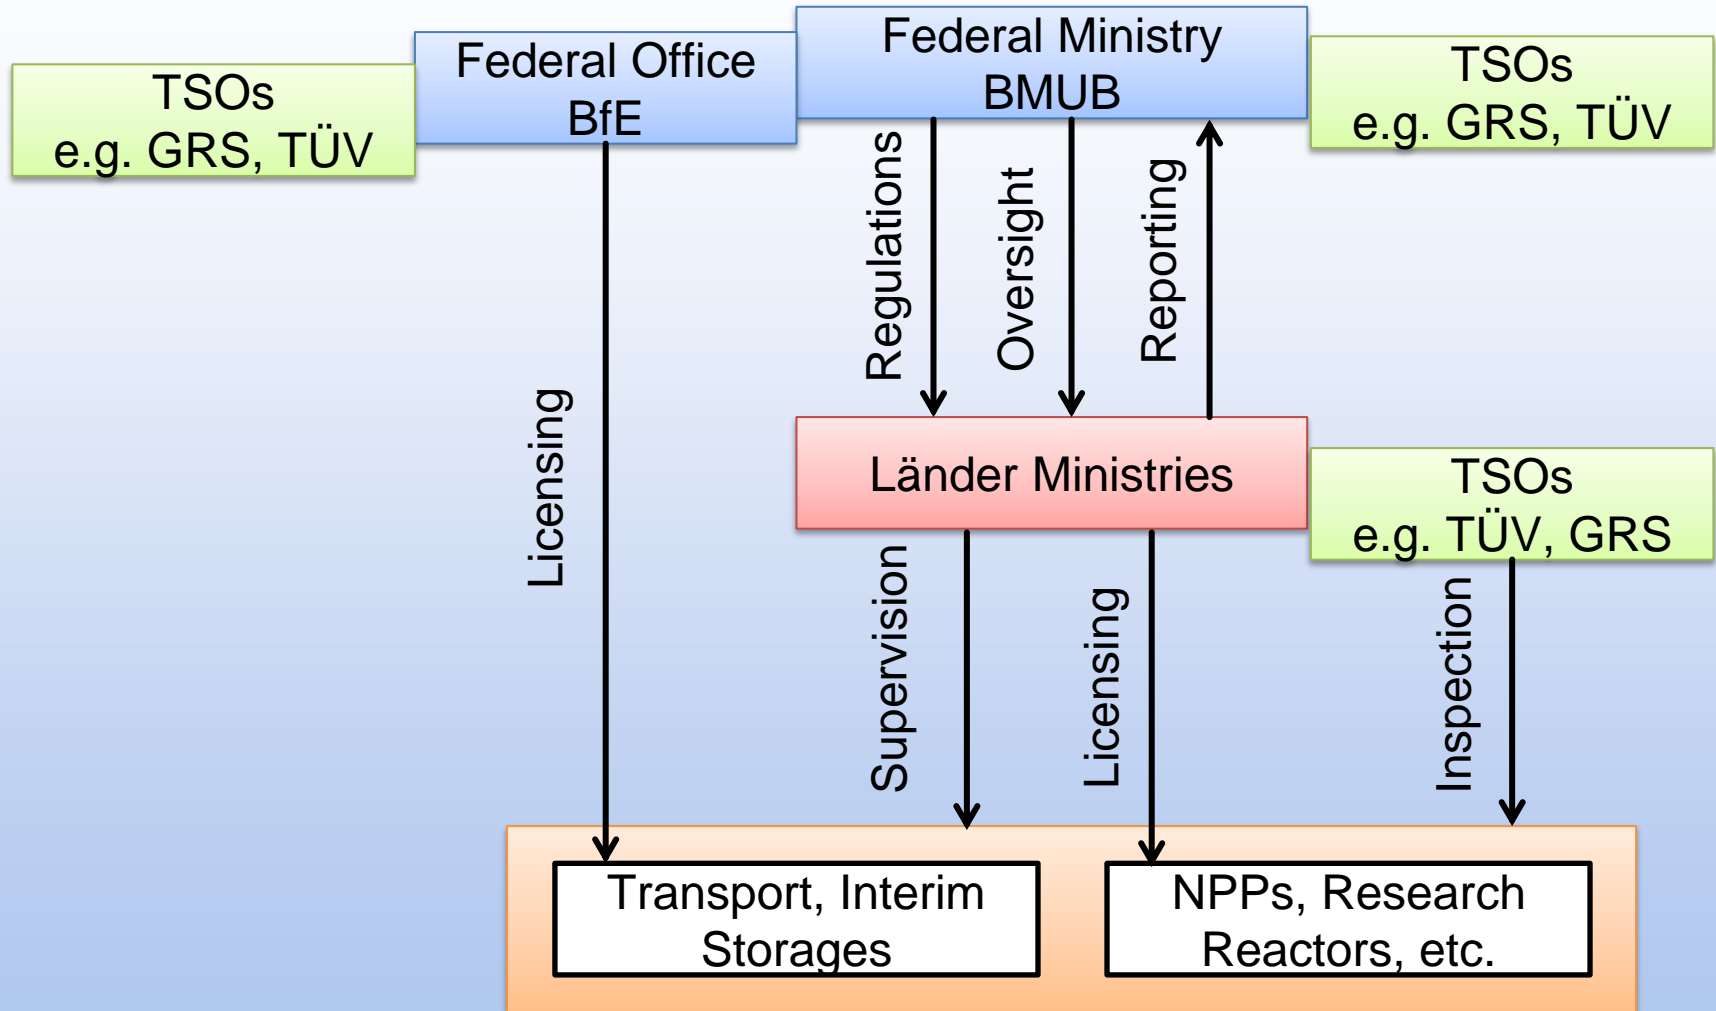 TSOs
e.g. GRS, TÜV
Federal Office
BfE
Federal Ministry
BMUB
TSOs
e.g. GRS, TÜV
Regulations
Oversight
Reporting
Licensing
Länder Ministries
TSOs
e.g. TÜV, GRS
Supervision
Licensing
Inspection
Transport, Interim
Storages
NPPs, Research
Reactors, etc.